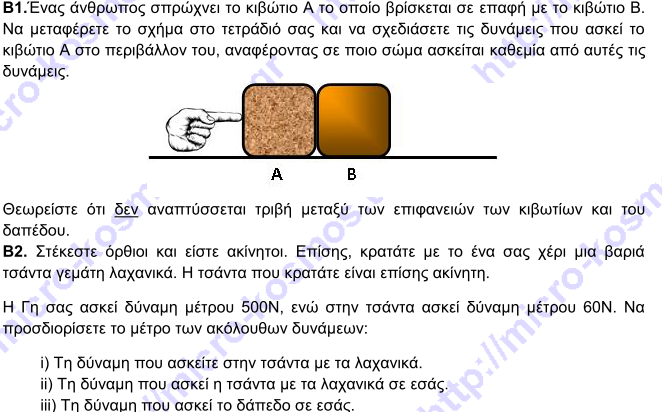 Β1.Ένας άνθρωπος σπρώχνει το κιβώτιο Α το οποίο βρίσκεται σε επαφή με το κιβώτιο Β.
Να μεταφέρετε το σχήμα στο τετράδιό σας και να σχεδιάσετε τις δυνάμεις που ασκεί το
κιβώτιο Α στο περιβάλλον του, αναφέροντας σε ποιο σώμα ασκείται καθεμία από αυτές τις
δυνάμεις.
Α Β
Θεωρείστε ότι δεν αναπτύσσεται τριβή μεταξύ των επιφανειών των κιβωτίων και του
δαπέδου.
Β2. Στέκεστε όρθιοι και είστε ακίνητοι. Επίσης, κρατάτε με το ένα σας χέρι μια βαριά
τσάντα γεμάτη λαχανικά. Η τσάντα που κρατάτε είναι επίσης ακίνητη.
Η Γη σας ασκεί δύναμη μέτρου 500Ν, ενώ στην τσάντα ασκεί δύναμη μέτρου 60Ν. Να
προσδιορίσετε το μέτρο των ακόλουθων δυνάμεων:
i) Τη δύναμη που ασκείτε στην τσάντα με τα λαχανικά.
ii) Τη δύναμη που ασκεί η τσάντα με τα λαχανικά σε εσάς.
iii) Τη δύναμη που ασκεί το δάπεδο σε εσάς.